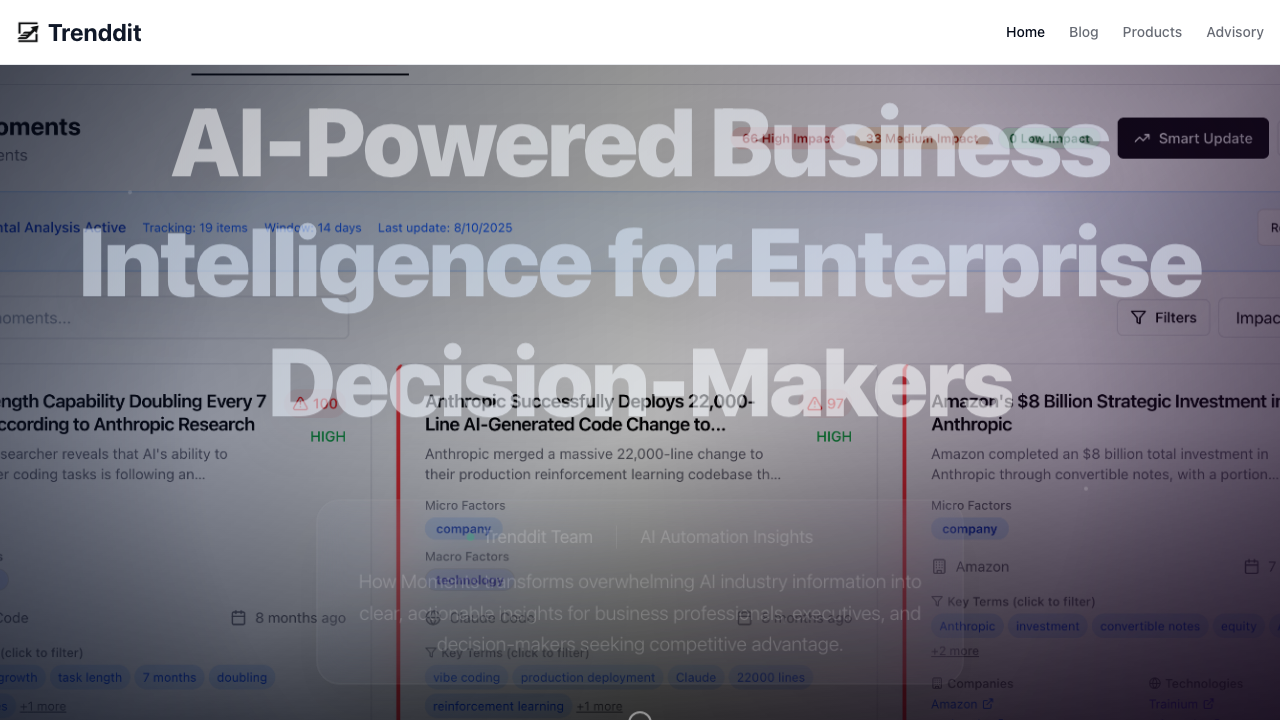 Trenddit
Home Blog Products Advisory
AI-Powered Business
Intelligence for Enterprise
Decision-Makers
oments
ents
66 High Impact 33 Medium Impact 0 Low Impact
Smart Update
ntal Analysis Active Tracking: 19 items Window: 14 days Last update: 8/10/2025
oments...
Filters
Impac
ength Capability Doubling Every 7
ccording to Anthropic Research
100
HIGH
searcher reveals that AI's ability to
er coding tasks is following an...
Code
8 months ago
(click to filter)
growth task length 7 months doubling
+1 more
Anthropic Successfully Deploys 22,000-
Line AI-Generated Code Change to...
97
HIGH
Anthropic merged a massive 22,000-line change to
their production reinforcement learning codebase th...
Micro Factors
company
Macro Factors
technology
Claude Code
8 months ago
Key Terms (click to filter)
vibe coding production deployment Claude 22000 lines
reinforcement learning +1 more
Amazon's $8 Billion Strategic Investment in
Anthropic
Amazon completed an $8 billion total investment in
Anthropic through convertible notes, with a portion...
Micro Factors
company
Amazon
7
Key Terms (click to filter)
Anthropic investment convertible notes equity
+2 more
Companies Technologies
Amazon Trainium
Trenddit Team AI Automation Insights
How Moments transforms overwhelming AI industry information into
clear, actionable insights for business professionals, executives, and
decision-makers seeking competitive advantage.